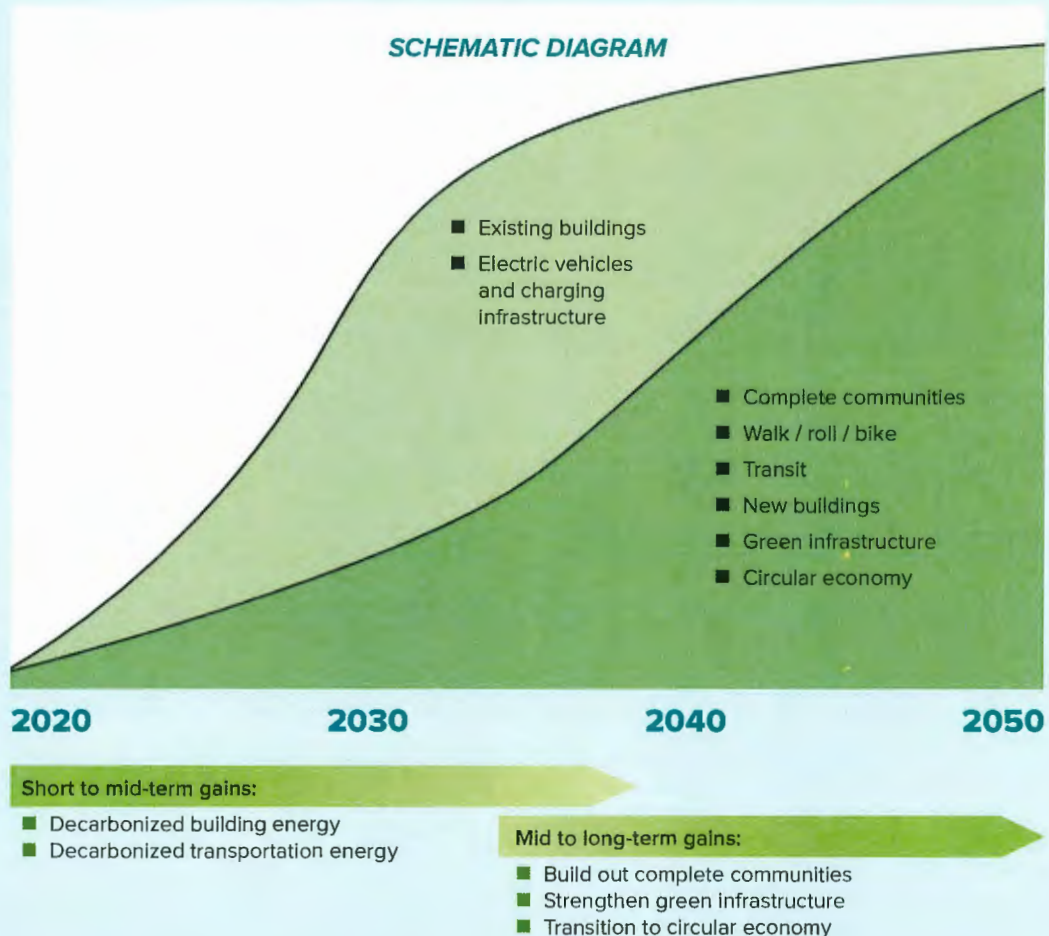 SCHEMATIC DIAGRAM
■ Existing buildings
■ Electric vehicles
and charging
infrastructure
■ Complete communities
■ Walk / roll / bike
■ Transit
■ New buildings
■ Green infrastructure
■ Circular economy
2020 2030 2040 2050
Short to mid-term gains:
■ Decarbonized building energy
■ Decarbonized transportation energy
Mid to long-term gains:
■ Build out complete communities
■ Strengthen green infrastructure
■ Transition to circular economy